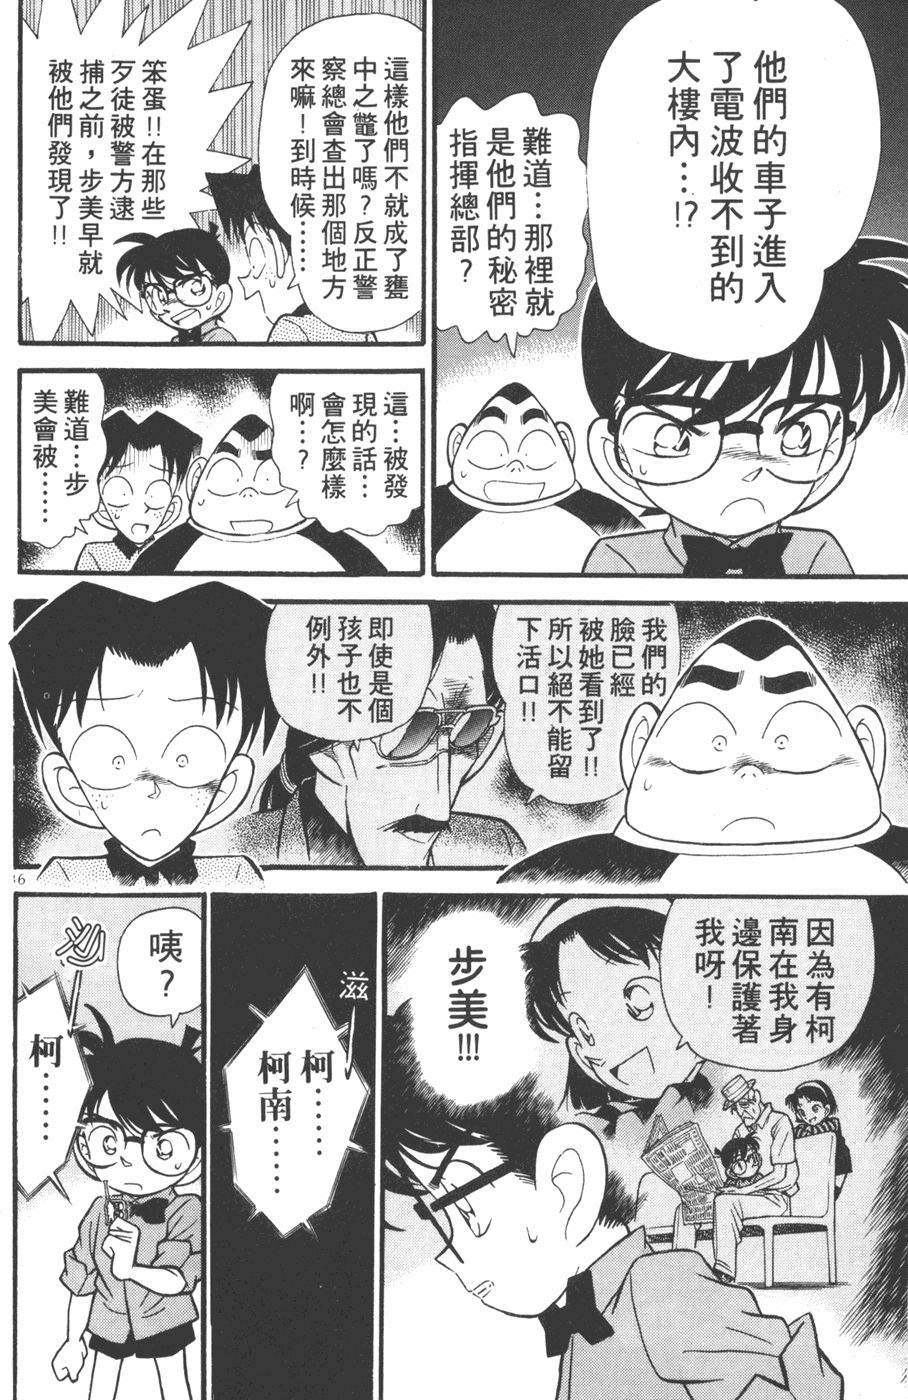 他們的車子進入
了電波收不到的
大樓內…!?
難道…那裡就
是他們的秘密
指揮總部？
這樣他們不就成了甕
中之鼈了嗎？反正警
察總會查出那個地方
來嘛！到時候……
笨蛋!!在那些
歹徒被警方逮
捕之前，步美早就
被他們發現了!!
這…被發
現的話…
會怎麼樣
啊…？
難道…步
美會被……
我們的
臉已經
被她看到了!!
所以絕不能留
下活口!!
即使是個
孩子也不
例外!!
36
因為有柯
南在我身
邊保護著
我呀！
步美!!!
滋
柯……
柯南……
咦？
沙
柯……